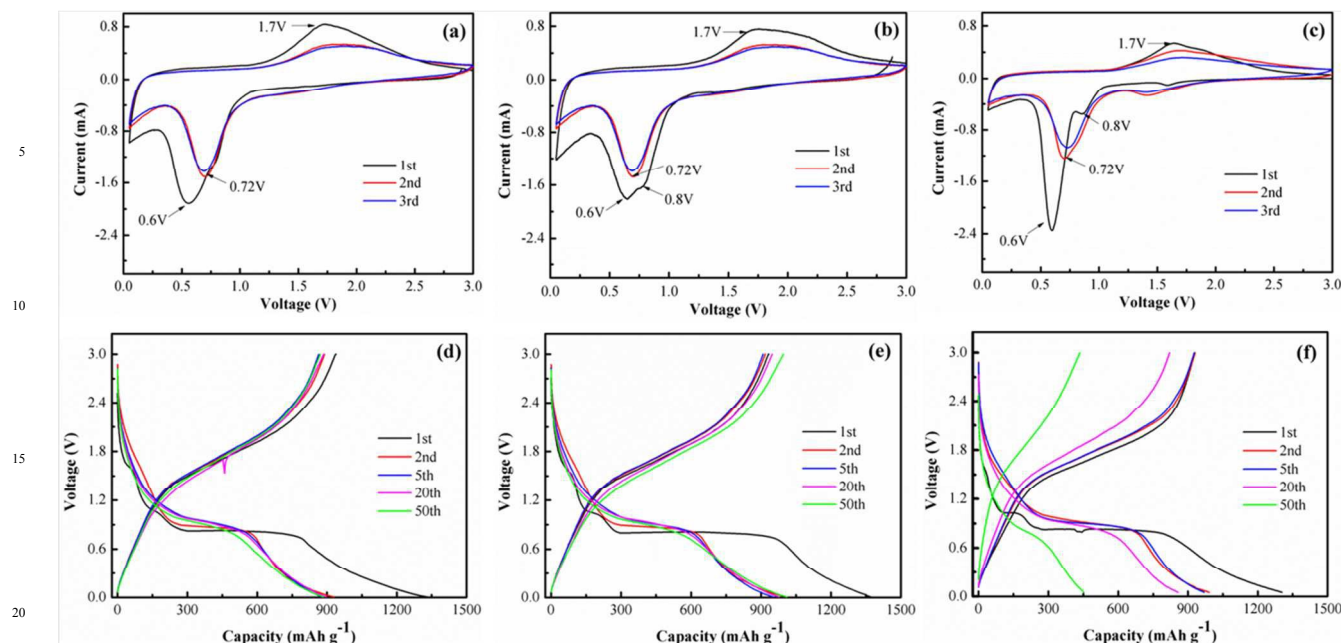 5
10
15
20
(a)
1.7V
0.72V
0.6V
1st
2nd
3rd
0.8
0.0
-0.8
-1.6
-2.4
Current (mA)
0.0 0.5 1.0 1.5 2.0 2.5 3.0
Voltage (V)
(b)
1.7V
0.72V
0.8V
0.6V
1st
2nd
3rd
0.8
0.0
-0.8
-1.6
-2.4
Current (mA)
0.0 0.5 1.0 1.5 2.0 2.5 3.0
Voltage (V)
(c)
1.7V
0.8V
0.72V
0.6V
1st
2nd
3rd
0.8
0.0
-0.8
-1.6
-2.4
Current (mA)
0.0 0.5 1.0 1.5 2.0 2.5 3.0
Voltage (V)
(d)
1st
2nd
5th
20th
50th
3.0
2.4
1.8
1.2
0.6
0.0
Voltage (V)
0 300 600 900 1200 1500
Capacity (mAh g-1)
(e)
1st
2nd
5th
20th
50th
3.0
2.4
1.8
1.2
0.6
0.0
Voltage (V)
0 300 600 900 1200 1500
Capacity (mAh g-1)
(f)
1st
2nd
5th
20th
50th
3.0
2.4
1.8
1.2
0.6
0.0
Voltage (V)
0 300 600 900 1200 1500
Capacity (mAh g-1)